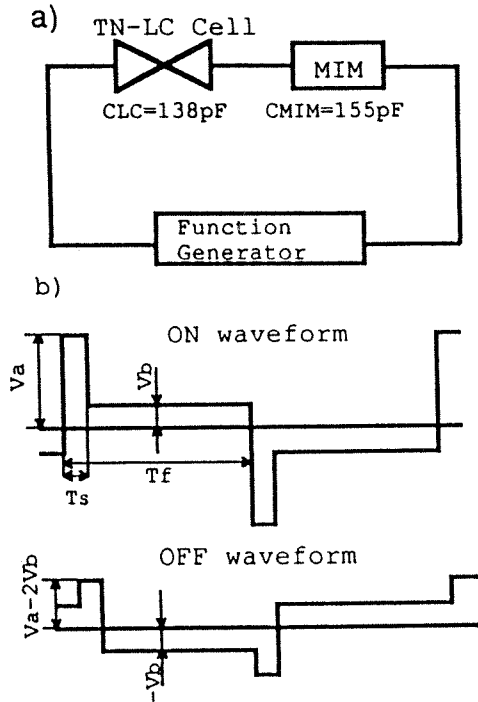 a)
TN-LC Cell
MIM
CLC=138pF
CMIM=155pF
Function
Generator
b)
ON waveform
Va
Vb
Ts
Tf
OFF waveform
Va-2Vb
-Vb